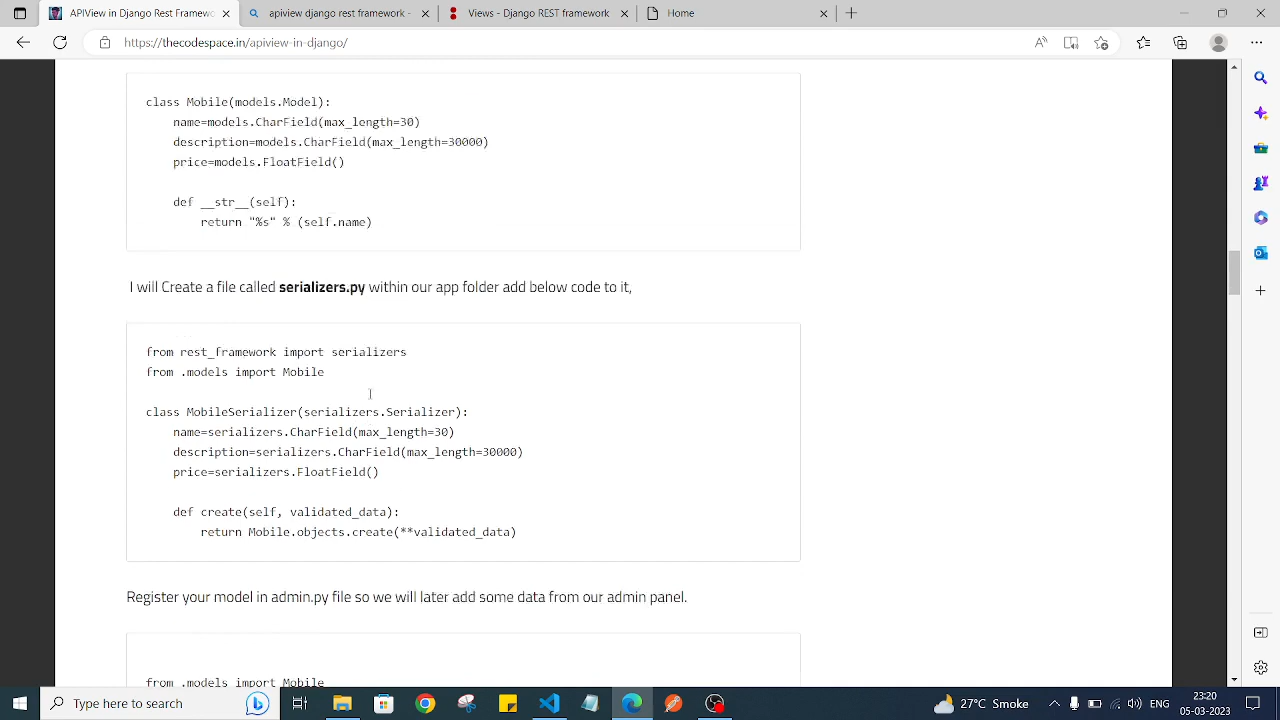 APIView in Django Rest Framewo
apiview django rest framework -
Views - Django REST framework
Home
https://thecodespace.in/apiview-in-django/
class Mobile(models.Model):
name=models.CharField(max_length=30)
description=models.CharField(max_length=30000)
price=models.FloatField()
def __str__(self):
return "%s" % (self.name)
I will Create a file called serializers.py within our app folder add below code to it,
from rest_framework import serializers
from .models import Mobile
class MobileSerializer(serializers.Serializer):
name=serializers.CharField(max_length=30)
description=serializers.CharField(max_length=30000)
price=serializers.FloatField()
def create(self, validated_data):
return Mobile.objects.create(**validated_data)
Register your model in admin.py file so we will later add some data from our admin panel.
from .models import Mobile
Type here to search
27°C Smoke
ENG
23:20
05-03-2023